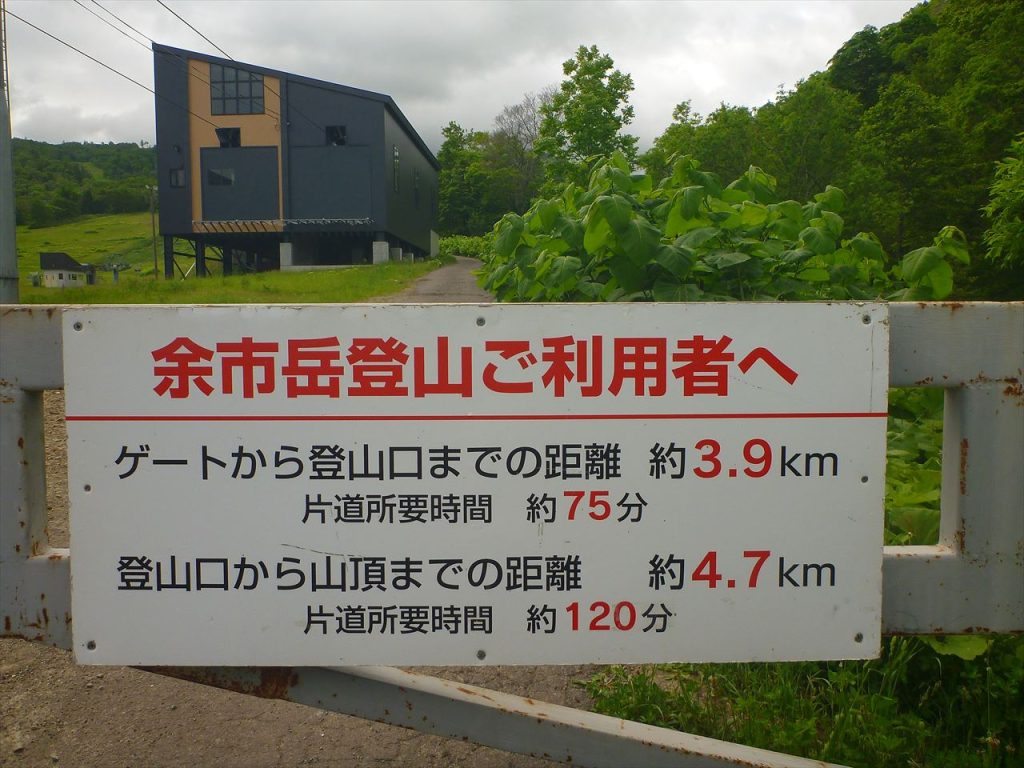 余市岳登山ご利用者へ
ゲートから登山口までの距離 約3.9km
片道所要時間 約75分
登山口から山頂までの距離 約4.7km
片道所要時間 約120分